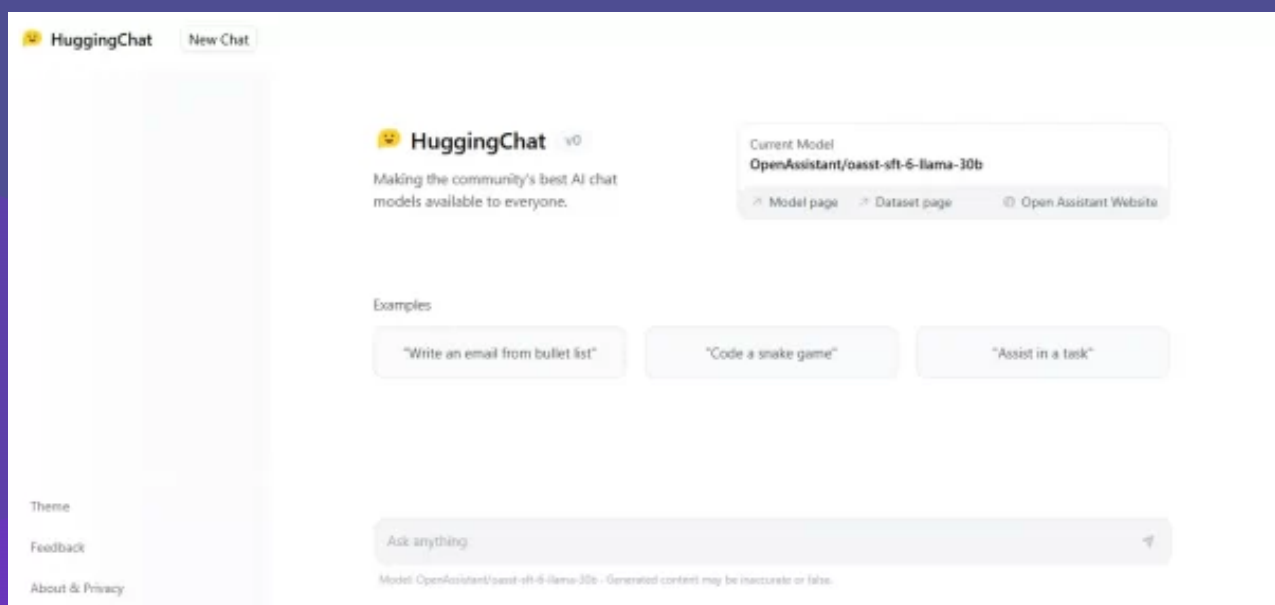 HuggingChat New Chat
HuggingChat v0
Making the community's best AI chat
models available to everyone.
Current Model
OpenAssistant/oasst-sft-6-llama-30b
Model page Dataset page Open Assistant Website
Examples
"Write an email from bullet list" "Code a snake game" "Assist in a task"
Theme
Feedback
About & Privacy
Ask anything
Model: OpenAssistant/oasst-sft-6-llama-30b · Generated content may be inaccurate or false.